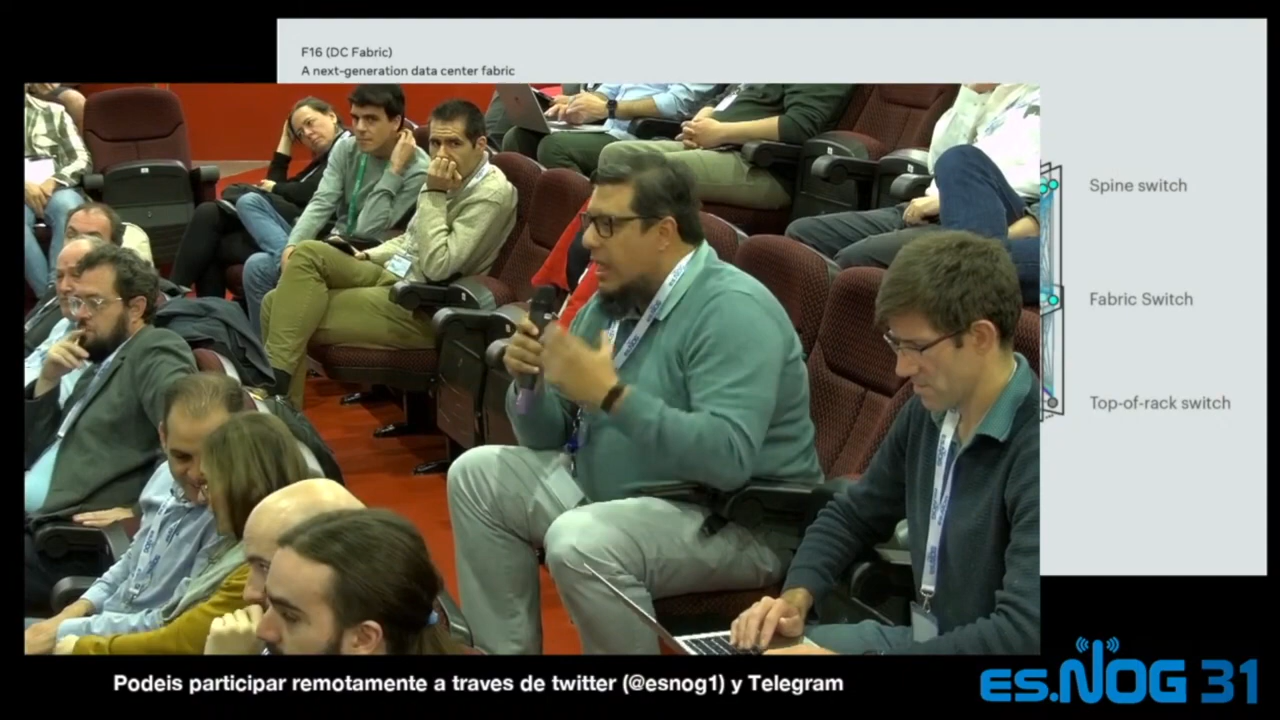 F16 (DC Fabric)
A next-generation data center fabric
Spine switch
Fabric Switch
Top-of-rack switch
Podeis participar remotamente a traves de twitter (@esnog1) y Telegram
es.NOG 31